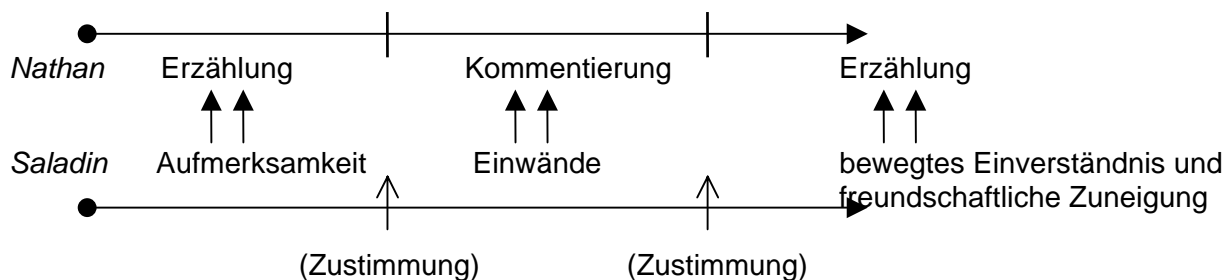 Nathan Erzählung Kommentierung Erzählung
Saladin Aufmerksamkeit Einwände bewegtes Einverständnis und
freundschaftliche Zuneigung
(Zustimmung) (Zustimmung)